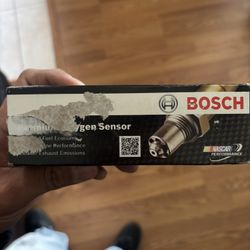 BOSCH
Oxygen Sensor
Fuel Economy
Performance
Exhaust Emissions
NASCAR
PERFORMANCE